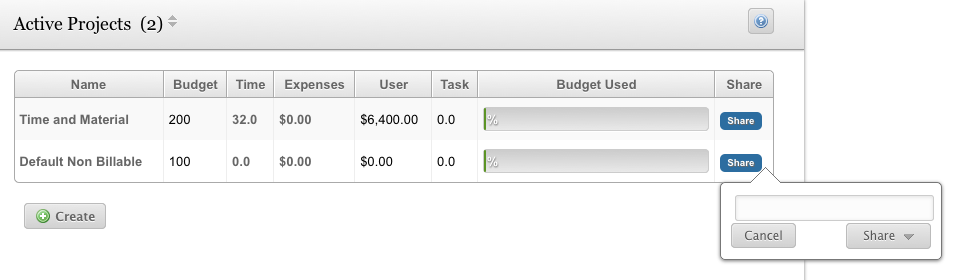 Active Projects (2)
?
Name Budget Time Expenses User Task Budget Used Share
Time and Material 200 32.0 $0.00 $6,400.00 0.0 % Share
Default Non Billable 100 0.0 $0.00 $0.00 0.0 % Share
Create
Cancel Share